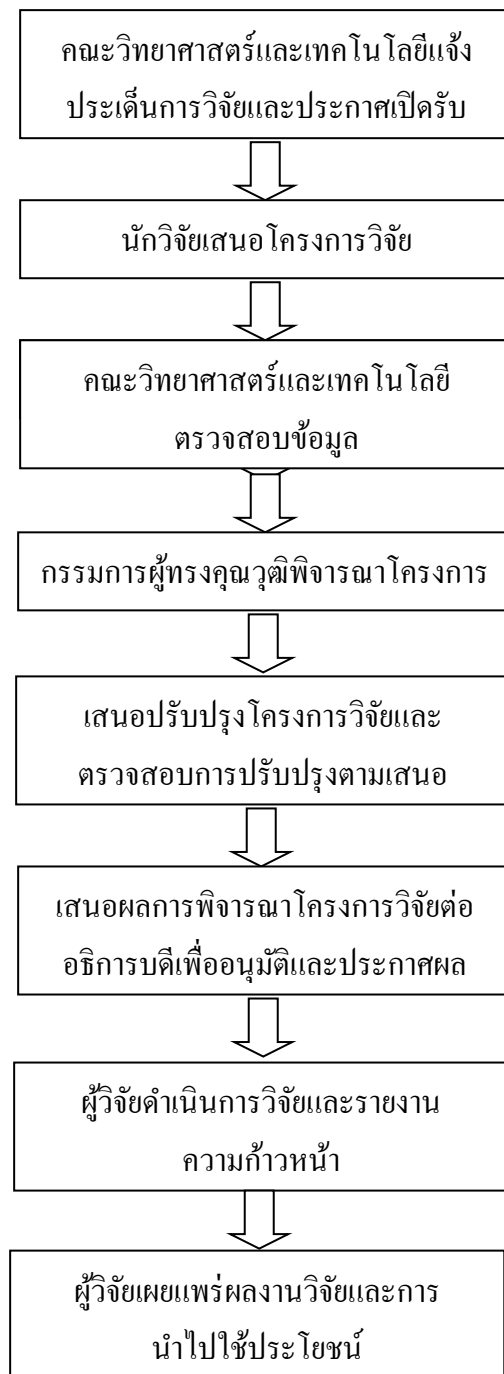 คณะวิทยาศาสตร์และเทคโนโลยีแจ้ง
ประเด็นการวิจัยและประกาศเปิดรับ
นักวิจัยเสนอโครงการวิจัย
คณะวิทยาศาสตร์และเทคโนโลยี
ตรวจสอบข้อมูล
กรรมการผู้ทรงคุณวุฒิพิจารณาโครงการ
เสนอปรับปรุงโครงการวิจัยและ
ตรวจสอบการปรับปรุงตามเสนอ
เสนอผลการพิจารณาโครงการวิจัยต่อ
อธิการบดีเพื่ออนุมัติและประกาศผล
ผู้วิจัยดำเนินการวิจัยและรายงาน
ความก้าวหน้า
ผู้วิจัยเผยแพร่ผลงานวิจัยและการ
นำไปใช้ประโยชน์